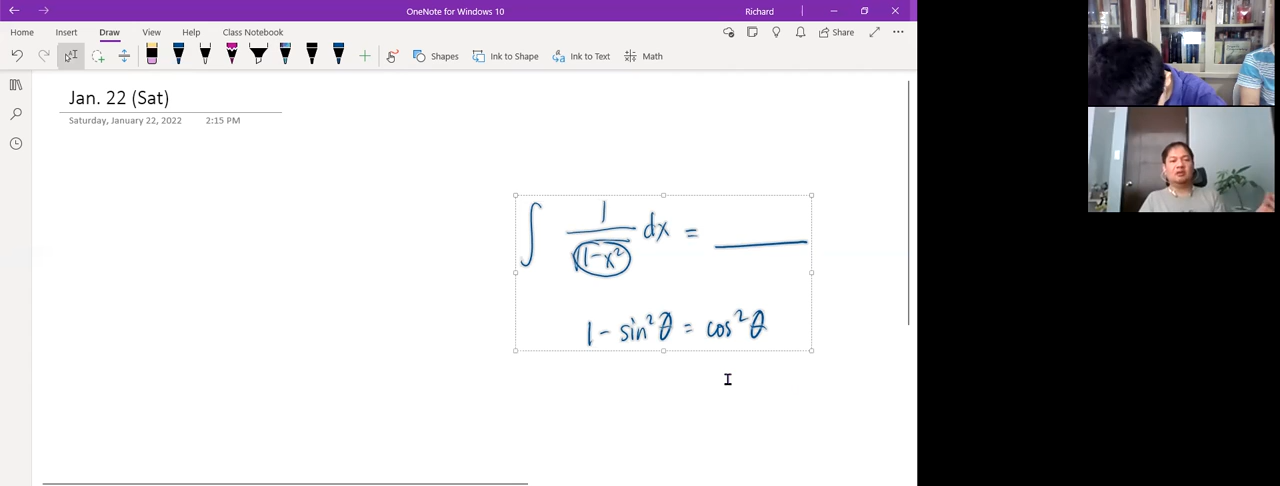 OneNote for Windows 10
Richard
Home Insert Draw View Help Class Notebook
Share
Shapes Ink to Shape Ink to Text Math
Jan. 22 (Sat)
Saturday, January 22, 2022 2:15 PM
∫ 1/√(1-x²) dx = ______
1 - sin²θ = cos²θ